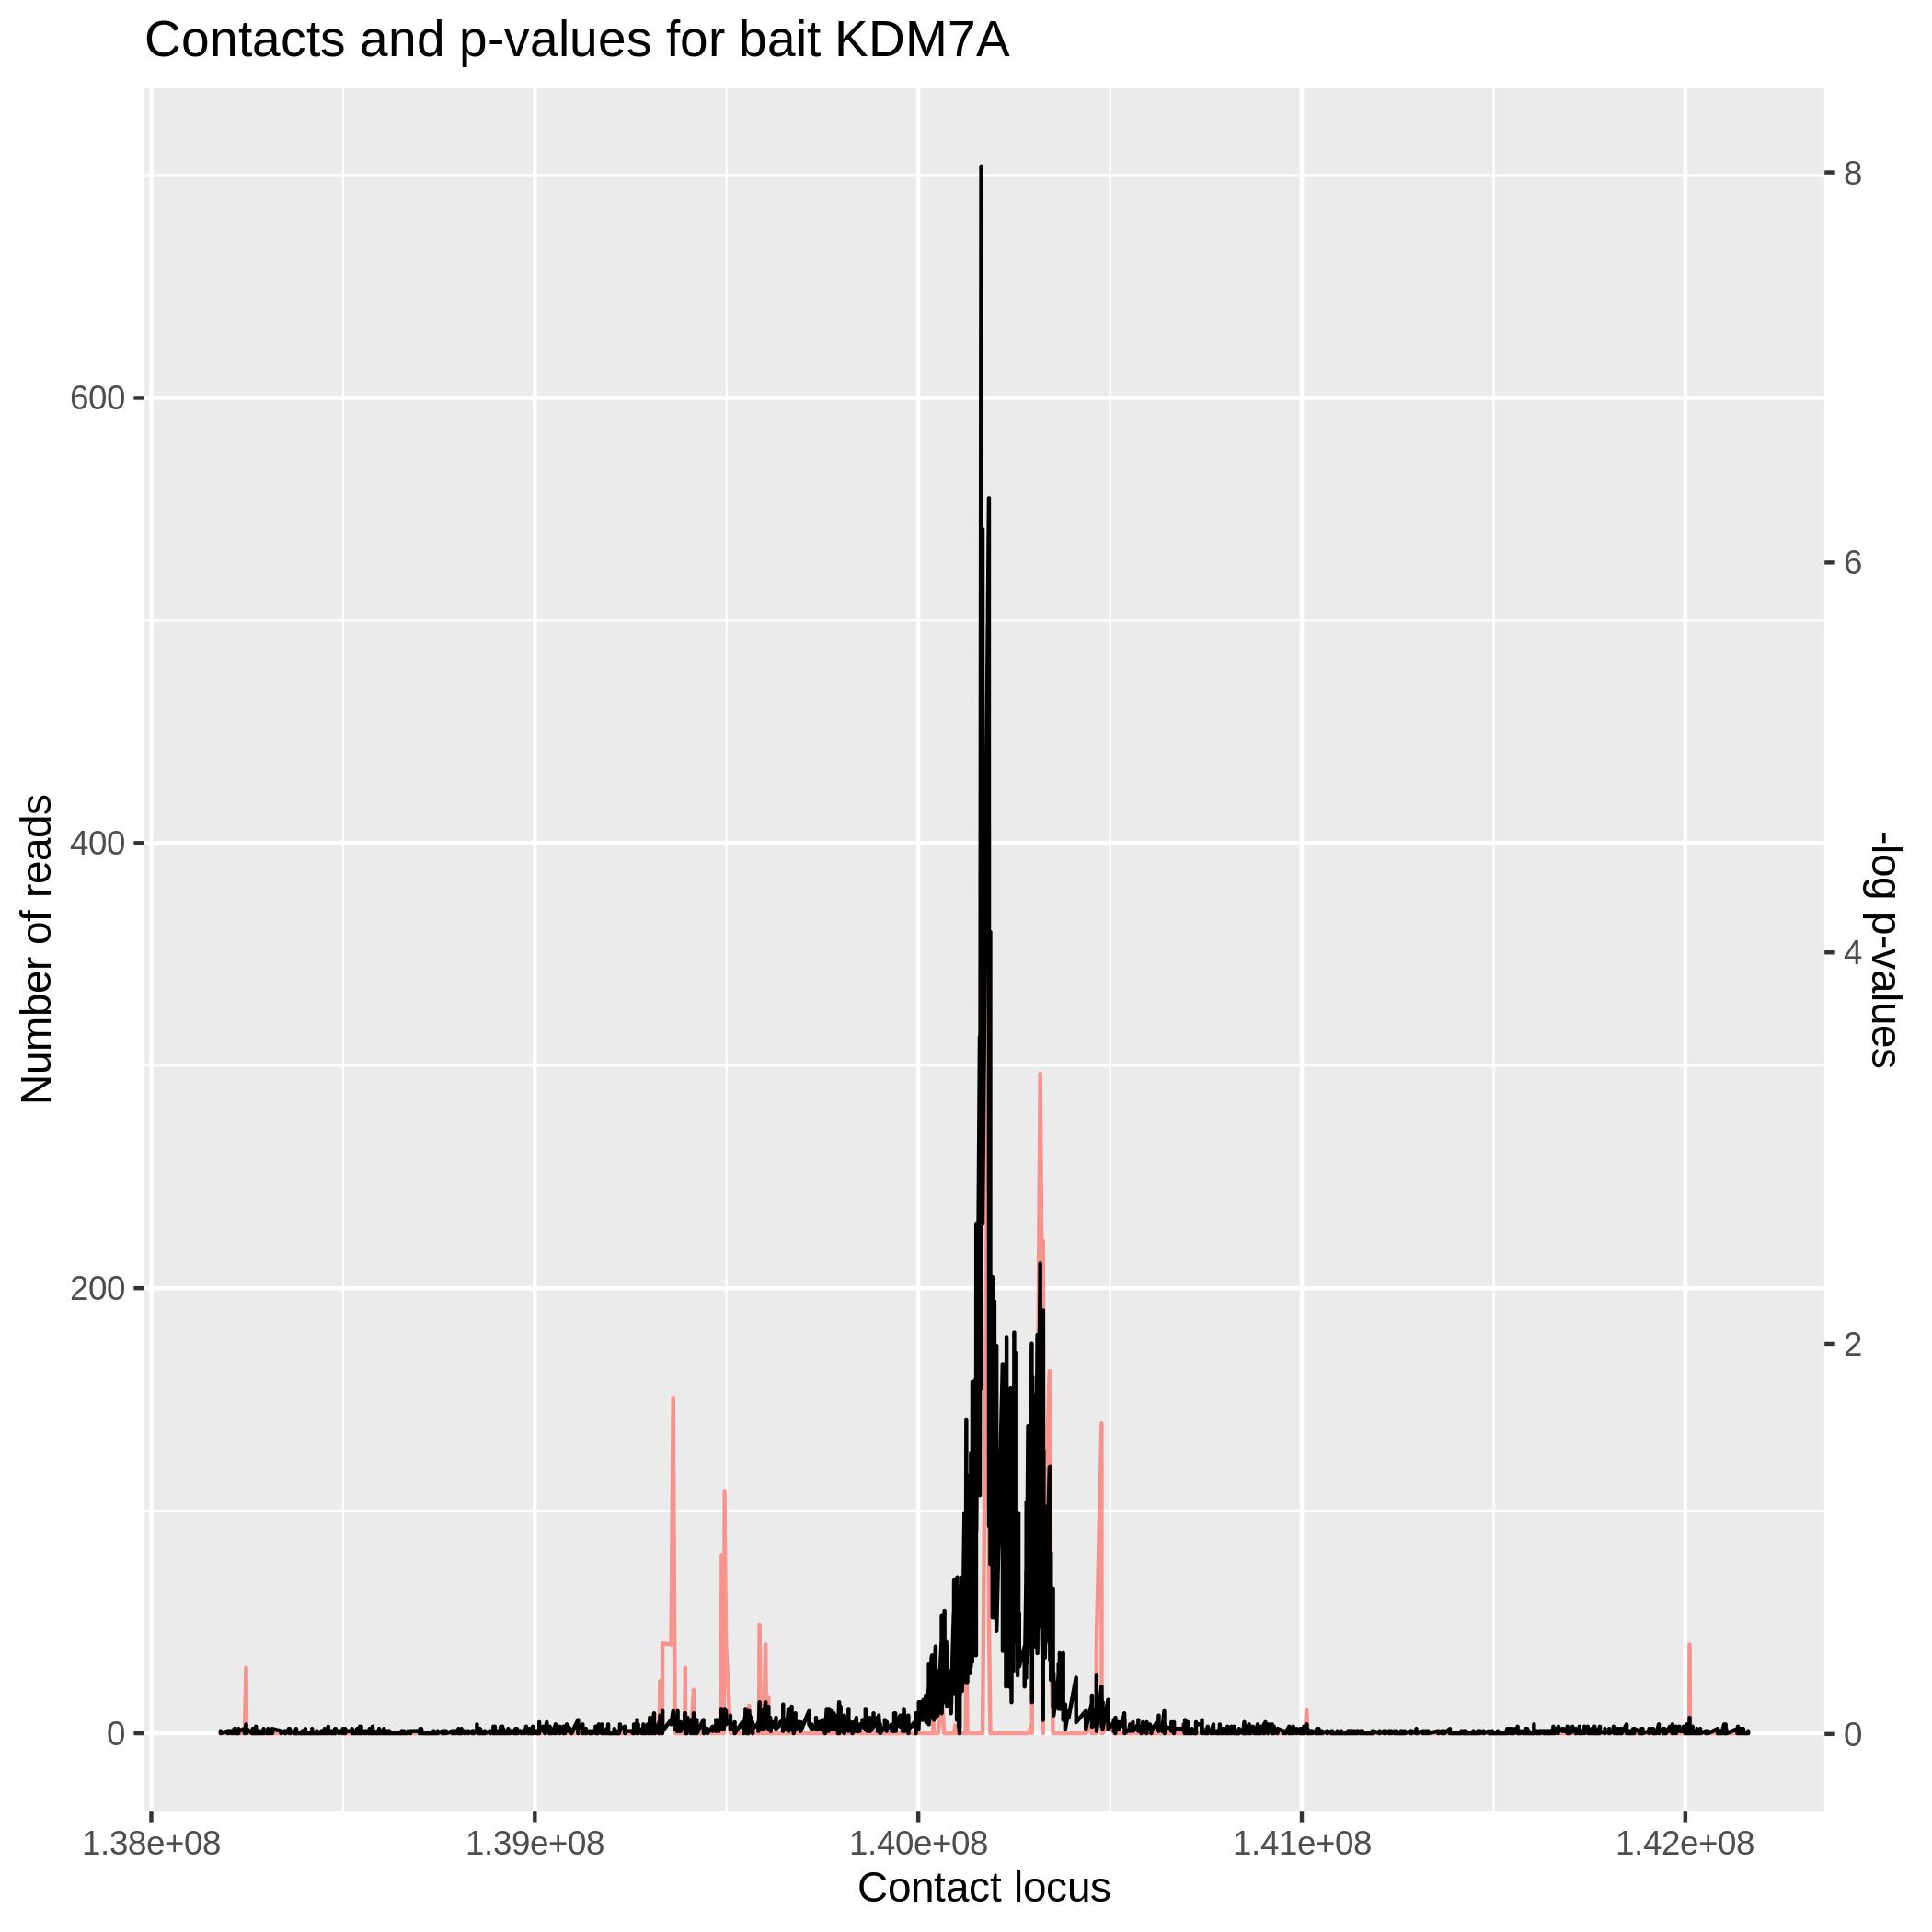 Contacts and p-values for bait KDM7A
Number of reads
600
400
200
0
8
6
4
2
0
-log p-values
1.38e+08
1.39e+08
1.40e+08
1.41e+08
1.42e+08
Contact locus